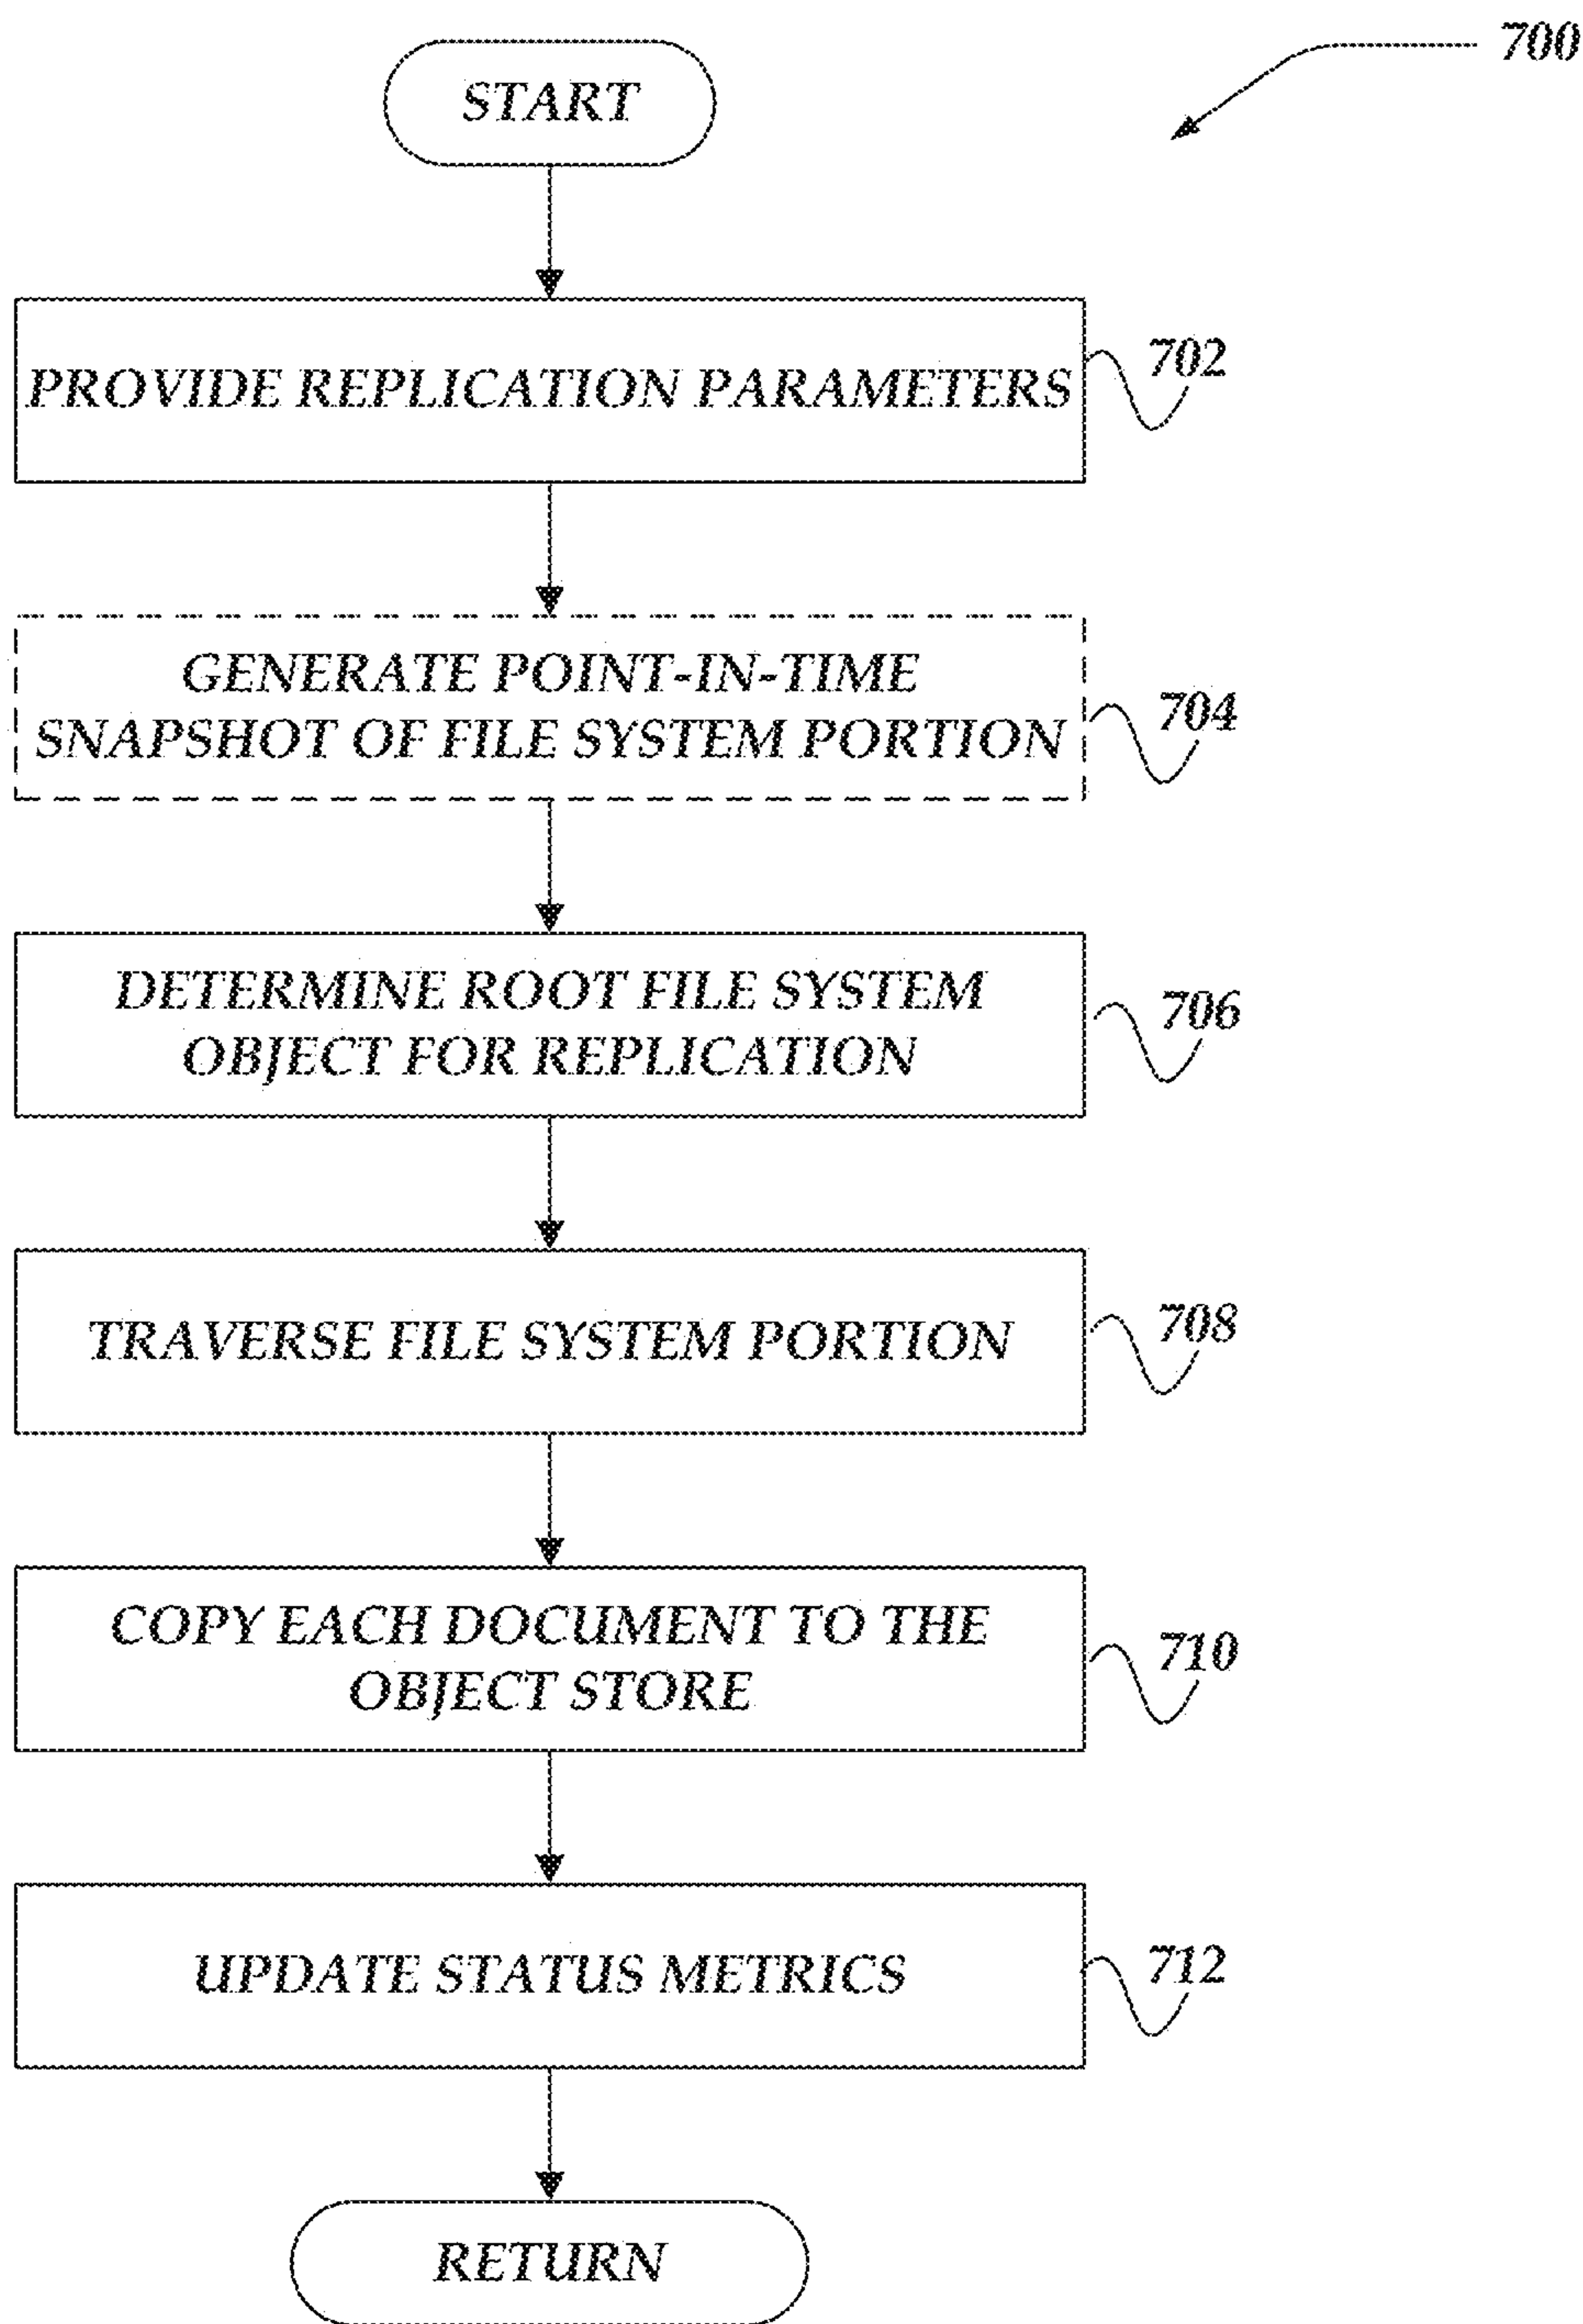 700
START
PROVIDE REPLICATION PARAMETERS
702
GENERATE POINT-IN-TIME
SNAPSHOT OF FILE SYSTEM PORTION
704
DETERMINE ROOT FILE SYSTEM
OBJECT FOR REPLICATION
706
TRAVERSE FILE SYSTEM PORTION
708
COPY EACH DOCUMENT TO THE
OBJECT STORE
710
UPDATE STATUS METRICS
712
RETURN